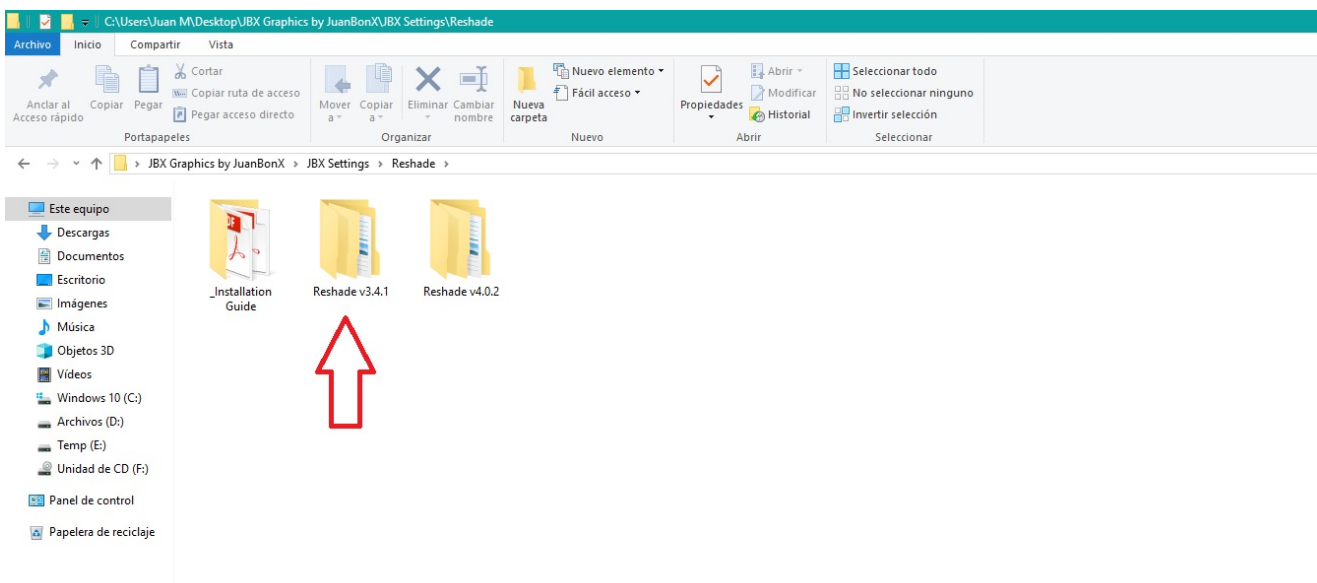 C:\Users\Juan M\Desktop\JBX Graphics by JuanBonX\JBX Settings\Reshade
Archivo Inicio Compartir Vista
Anclar al Acceso rápido
Copiar
Pegar
Cortar
Copiar ruta de acceso
Pegar acceso directo
Portapapeles
Mover a
Copiar a
Eliminar
Cambiar nombre
Organizar
Nueva carpeta
Nuevo elemento
Fácil acceso
Nuevo
Propiedades
Abrir
Modificar
Historial
Abrir
Seleccionar todo
No seleccionar ninguno
Invertir selección
Seleccionar
JBX Graphics by JuanBonX > JBX Settings > Reshade >
Este equipo
Descargas
Documentos
Escritorio
Imágenes
Música
Objetos 3D
Vídeos
Windows 10 (C:)
Archivos (D:)
Temp (E:)
Unidad de CD (F:)
Panel de control
Papelera de reciclaje
_Installation
Guide
Reshade v3.4.1
Reshade v4.0.2